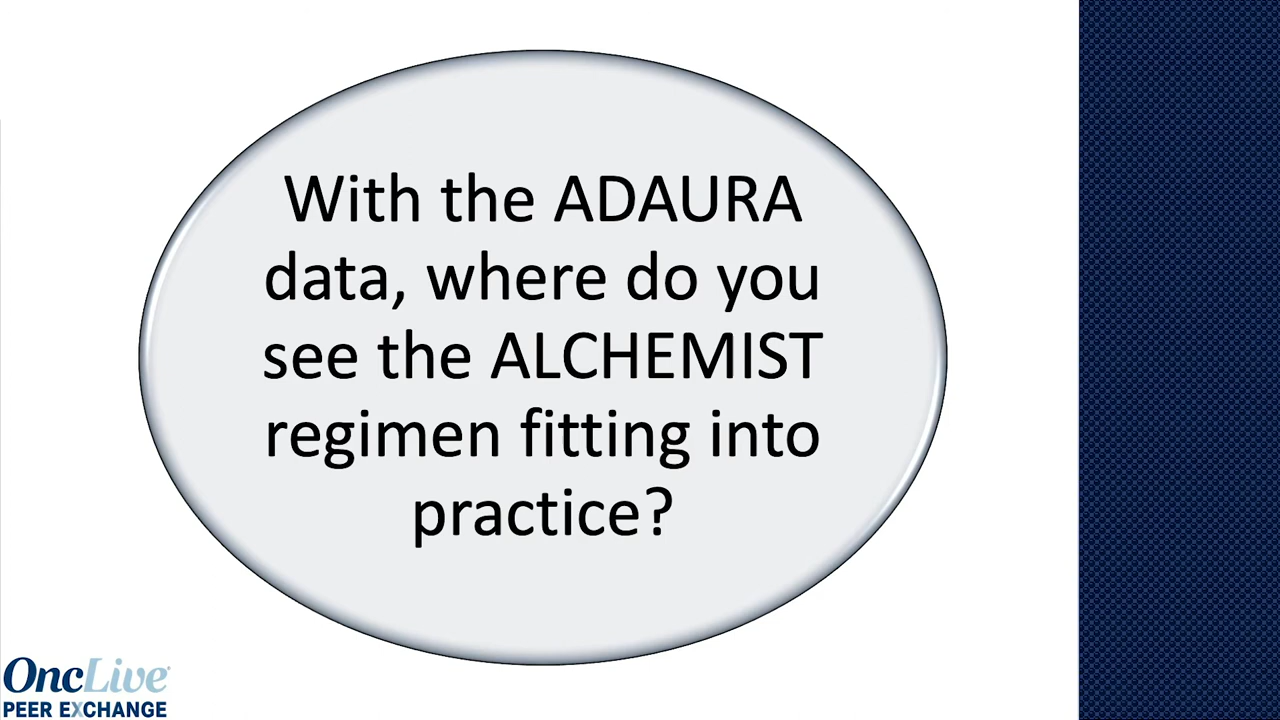 With the ADAURA
data, where do you
see the ALCHEMIST
regimen fitting into
practice?
OncLive
PEER EXCHANGE